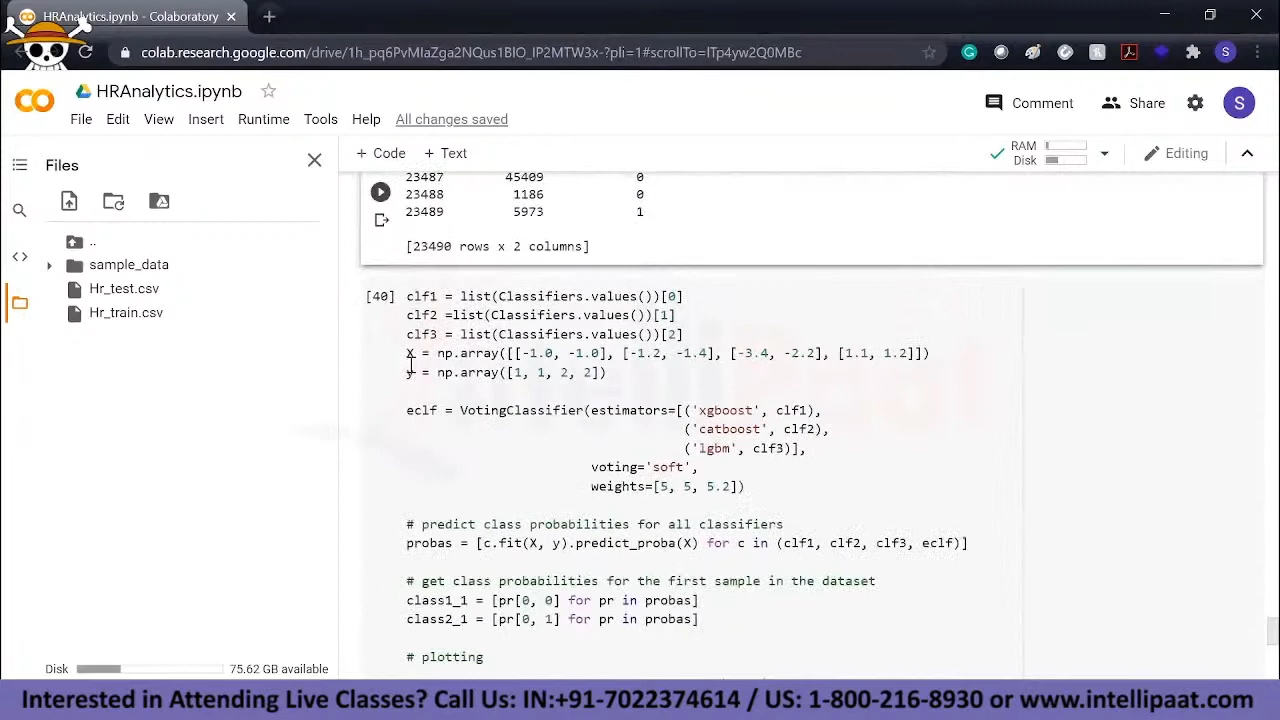 HRAnalytics.ipynb - Colaboratory
colab.research.google.com/drive/1h_pq6PvMIaZga2NQus1BIO_IP2MTW3x-?pli=1#scrollTo=ITp4yw2Q0MBc
S
HRAnalytics.ipynb
File Edit View Insert Runtime Tools Help All changes saved
Comment Share S
Files
+ Code + Text
RAM
Disk
Editing
23487 45409 0
23488 1186 0
23489 5973 1
[23490 rows x 2 columns]
..
sample_data
Hr_test.csv
Hr_train.csv
[40] clf1 = list(Classifiers.values())[0]
clf2 =list(Classifiers.values())[1]
clf3 = list(Classifiers.values())[2]
X = np.array([[-1.0, -1.0], [-1.2, -1.4], [-3.4, -2.2], [1.1, 1.2]])
y = np.array([1, 1, 2, 2])
eclf = VotingClassifier(estimators=[('xgboost', clf1),
('catboost', clf2),
('lgbm', clf3)],
voting='soft',
weights=[5, 5, 5.2])
# predict class probabilities for all classifiers
probas = [c.fit(X, y).predict_proba(X) for c in (clf1, clf2, clf3, eclf)]
# get class probabilities for the first sample in the dataset
class1_1 = [pr[0, 0] for pr in probas]
class2_1 = [pr[0, 1] for pr in probas]
# plotting
Disk 75.62 GB available
Interested in Attending Live Classes? Call Us: IN:+91-7022374614 / US: 1-800-216-8930 or www.intellipaat.com